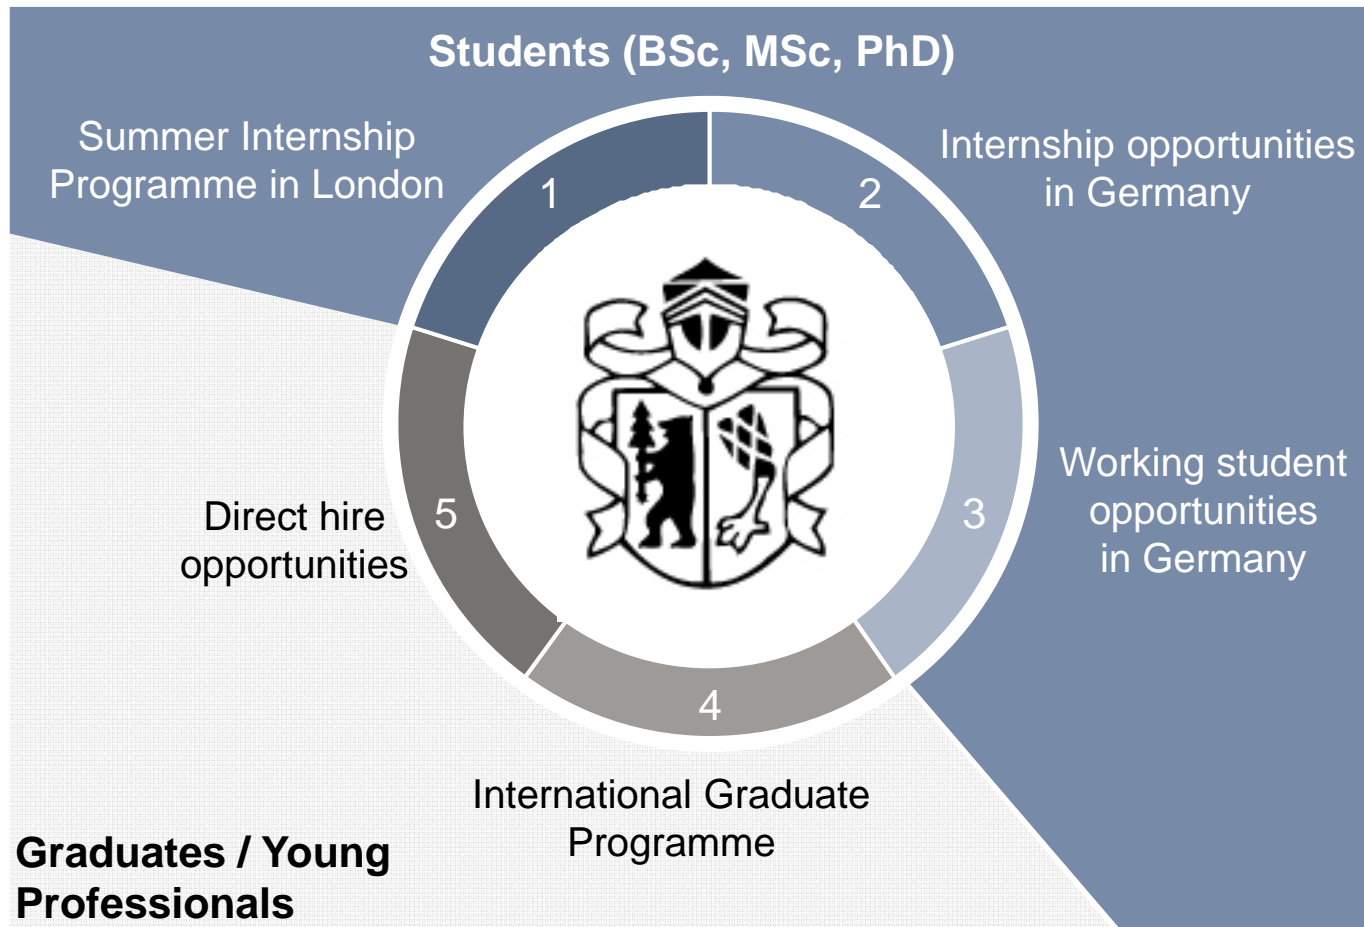 Students (BSc, MSc, PhD)
Summer Internship
Programme in London
1
2
Internship opportunities
in Germany
3
Working student
opportunities
in Germany
4
International Graduate
Programme
5
Direct hire
opportunities
Graduates / Young
Professionals